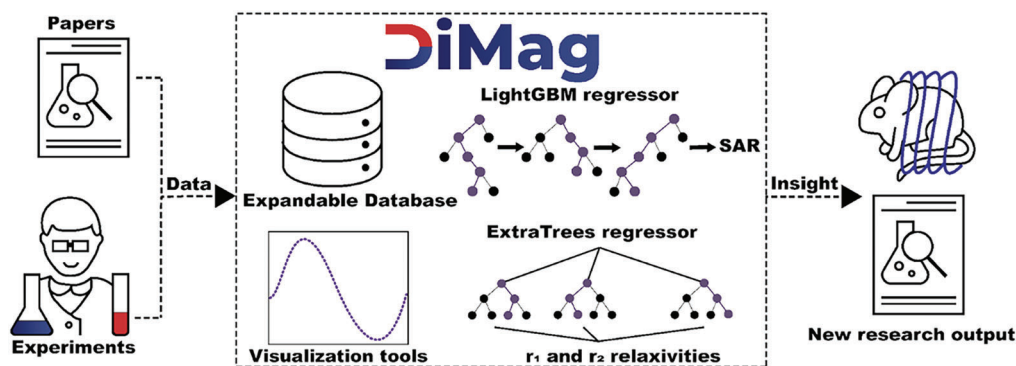 Papers
Experiments
Data
DiMag
Expandable Database
Visualization tools
LightGBM regressor
SAR
ExtraTrees regressor
r₁ and r₂ relaxivities
Insight
New research output